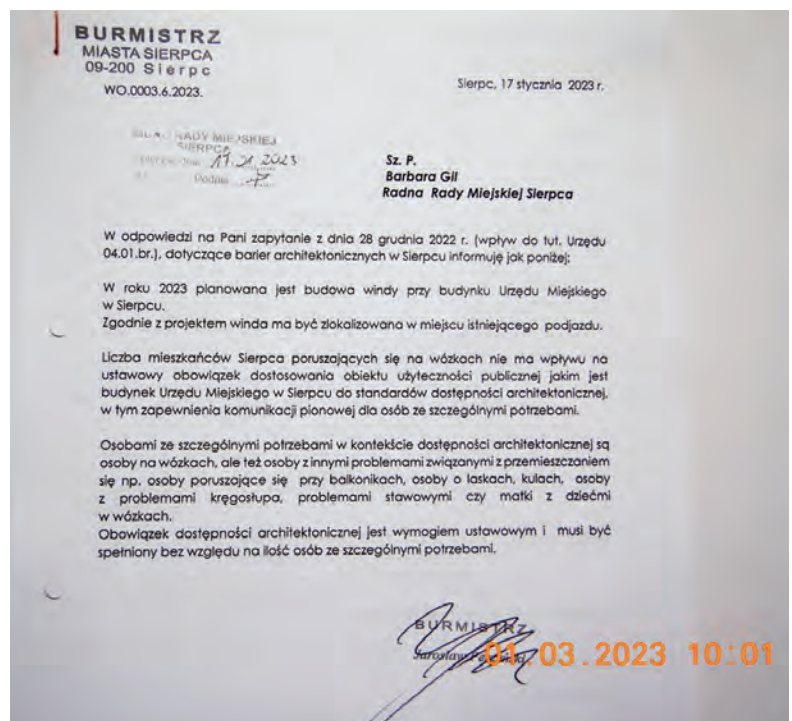 BURMISTRZ
MIASTA SIERPCA
09-200 Sierpc
WO.0003.6.2023.
Sierpc, 17 stycznia 2023 r.
RADY MIEJSKIEJ
SIERPCA
2023
Podpis
Sz. P.
Barbara Gil
Radna Rady Miejskiej Sierpca
W odpowiedzi na Pani zapytanie z dnia 28 grudnia 2022 r. (wpływ do tut. Urzędu
04.01.br.), dotyczące barier architektonicznych w Sierpcu informuję jak poniżej:
W roku 2023 planowana jest budowa windy przy budynku Urzędu Miejskiego
w Sierpcu.
Zgodnie z projektem winda ma być zlokalizowana w miejscu istniejącego podjazdu.
Liczba mieszkańców Sierpca poruszających się na wózkach nie ma wpływu na
ustawowy obowiązek dostosowania obiektu użyteczności publicznej jakim jest
budynek Urzędu Miejskiego w Sierpcu do standardów dostępności architektonicznej,
w tym zapewnienia komunikacji pionowej dla osób ze szczególnymi potrzebami.
Osobami ze szczególnymi potrzebami w kontekście dostępności architektonicznej są
osoby na wózkach, ale też osoby z innymi problemami związanymi z przemieszczaniem
się np. osoby poruszające się przy balkonikach, osoby o laskach, kulach, osoby
z problemami kręgosłupa, problemami stawowymi czy matki z dziećmi
w wózkach.
Obowiązek dostępności architektonicznej jest wymogiem ustawowym i musi być
spełniony bez względu na ilość osób ze szczególnymi potrzebami.
BURMISTRZ
Jarosław
01.03.2023 10:01